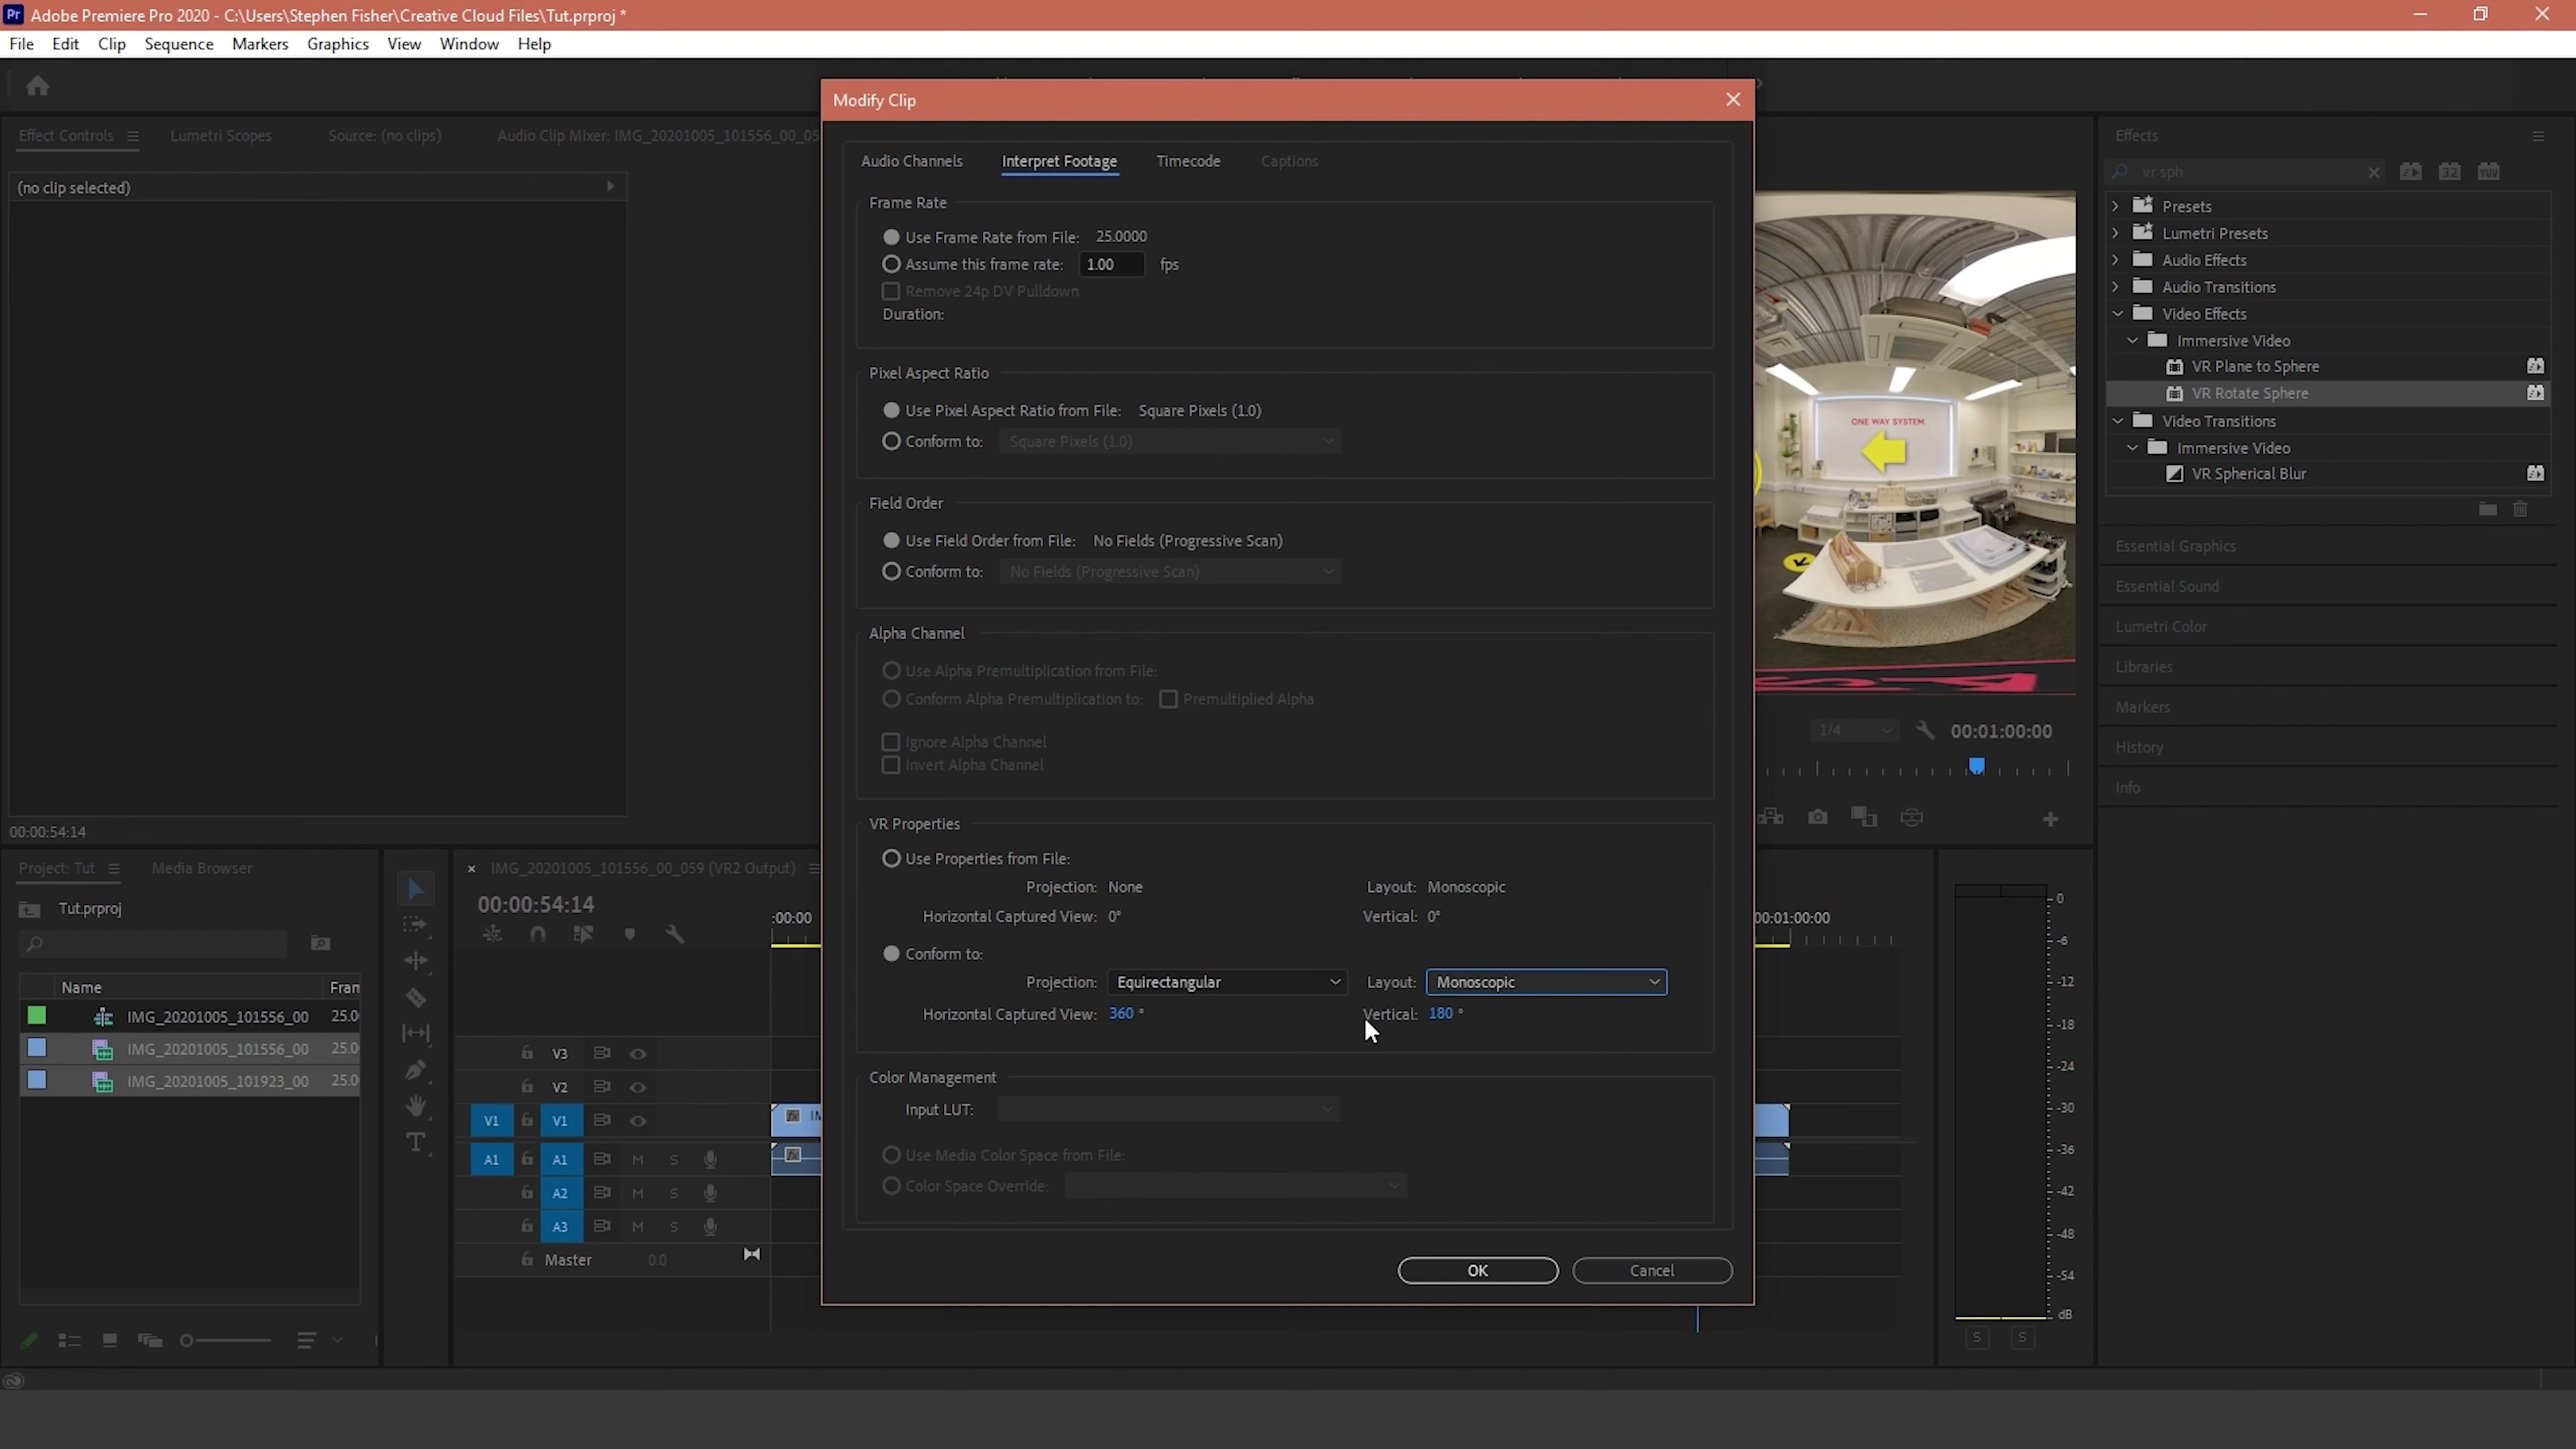 Pr Adobe Premiere Pro 2020 - C:\Users\Stephen Fisher\Creative Cloud Files\Tut.prproj *
File Edit Clip Sequence Markers Graphics View Window Help
Effect Controls Lumetri Scopes Source: (no clips) Audio Clip Mixer: IMG_20201005_101556_00_05
(no clip selected)
00:00:54:14
Modify Clip
Audio Channels Interpret Footage Timecode Captions
Frame Rate
Use Frame Rate from File: 25.0000
Assume this frame rate: 1.00 fps
Remove 24p DV Pulldown
Duration:
Pixel Aspect Ratio
Use Pixel Aspect Ratio from File: Square Pixels (1.0)
Conform to: Square Pixels (1.0)
Field Order
Use Field Order from File: No Fields (Progressive Scan)
Conform to: No Fields (Progressive Scan)
Alpha Channel
Use Alpha Premultiplication from File:
Conform Alpha Premultiplication to: Premultiplied Alpha
Ignore Alpha Channel
Invert Alpha Channel
VR Properties
Use Properties from File:
Projection: None Layout: Monoscopic
Horizontal Captured View: 0° Vertical: 0°
Conform to:
Projection: Equirectangular Layout: Monoscopic
Horizontal Captured View: 360 ° Vertical: 180 °
Color Management
Input LUT:
Use Media Color Space from File:
Color Space Override:
OK Cancel
ONE WAY SYSTEM
1/4 00:01:00:00
Effects
vr sph 32 YUV
Presets
Lumetri Presets
Audio Effects
Audio Transitions
Video Effects
Immersive Video
VR Plane to Sphere
VR Rotate Sphere
Video Transitions
Immersive Video
VR Spherical Blur
Essential Graphics
Essential Sound
Lumetri Color
Libraries
Markers
History
Info
Project: Tut Media Browser
Tut.prproj
Name Fram
IMG_20201005_101556_00 25.0
IMG_20201005_101556_00 25.0
IMG_20201005_101923_00 25.0
× IMG_20201005_101556_00_059 (VR2 Output)
00:00:54:14
:00:00 00:01:00:00
V3
V2
V1 V1
A1 A1 M S
A2 M S
A3 M S
Master 0.0
0
-6
-12
-18
-24
-30
-36
-42
-48
-54
dB
S S